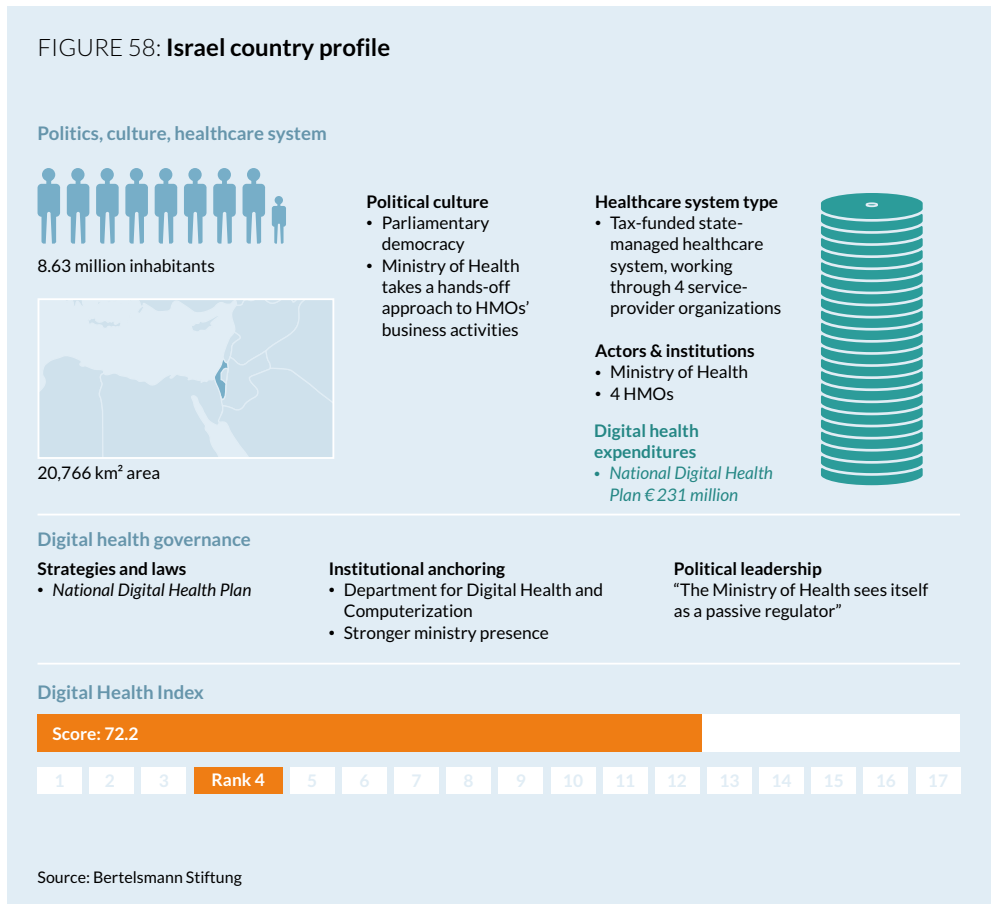 FIGURE 58: Israel country profile
Politics, culture, healthcare system
8.63 million inhabitants
20,766 km² area
Political culture
• Parliamentary
democracy
• Ministry of Health
takes a hands-off
approach to HMOs’
business activities
Healthcare system type
• Tax-funded state-
managed healthcare
system, working
through 4 service-
provider organizations
Actors & institutions
• Ministry of Health
• 4 HMOs
Digital health
expenditures
• National Digital Health
Plan € 231 million
Digital health governance
Strategies and laws
• National Digital Health Plan
Institutional anchoring
• Department for Digital Health and
Computerization
• Stronger ministry presence
Political leadership
“The Ministry of Health sees itself
as a passive regulator”
Digital Health Index
Score: 72.2
1 2 3 Rank 4 5 6 7 8 9 10 11 12 13 14 15 16 17
Source: Bertelsmann Stiftung